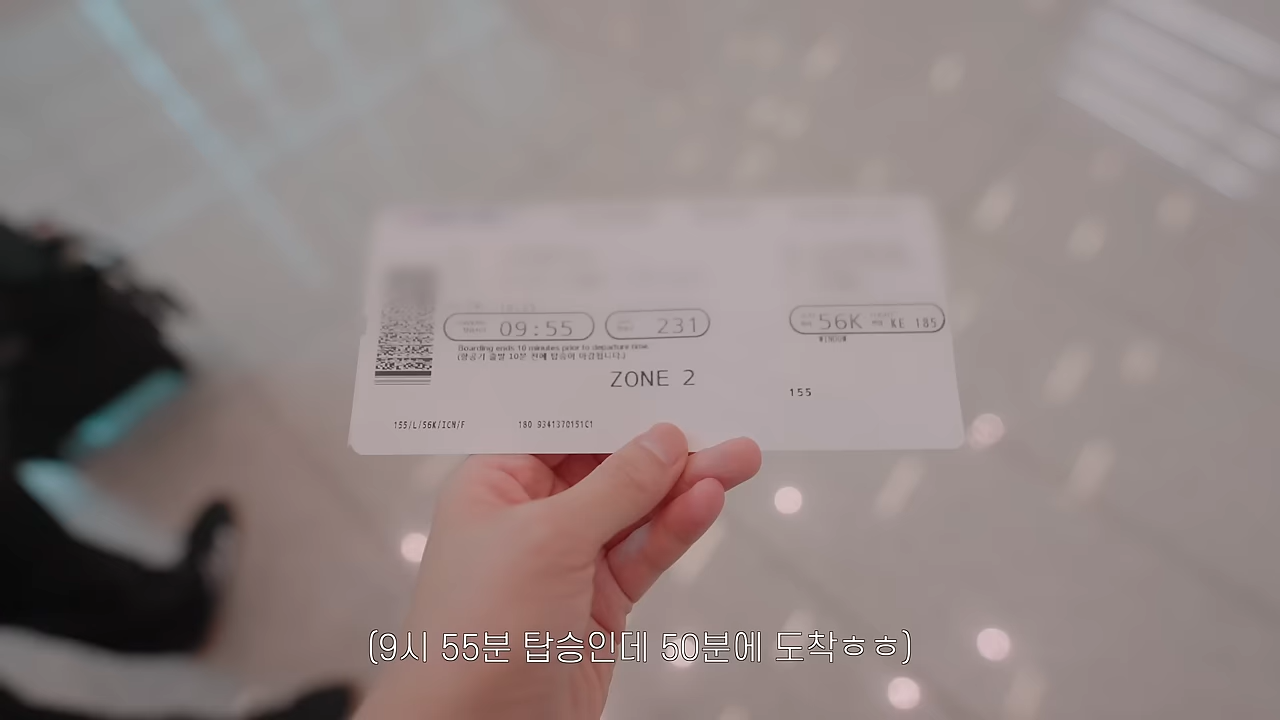 09:55 231 56K KE 185
WINDOW
Boarding ends 10 minutes prior to departure time.
(항공기 출발 10분 전에 탑승이 마감됩니다.)
ZONE 2
155
155/L/56K/ICN/F 180 9341370151C1
(9시 55분 탑승인데 50분에 도착ㅎㅎ)